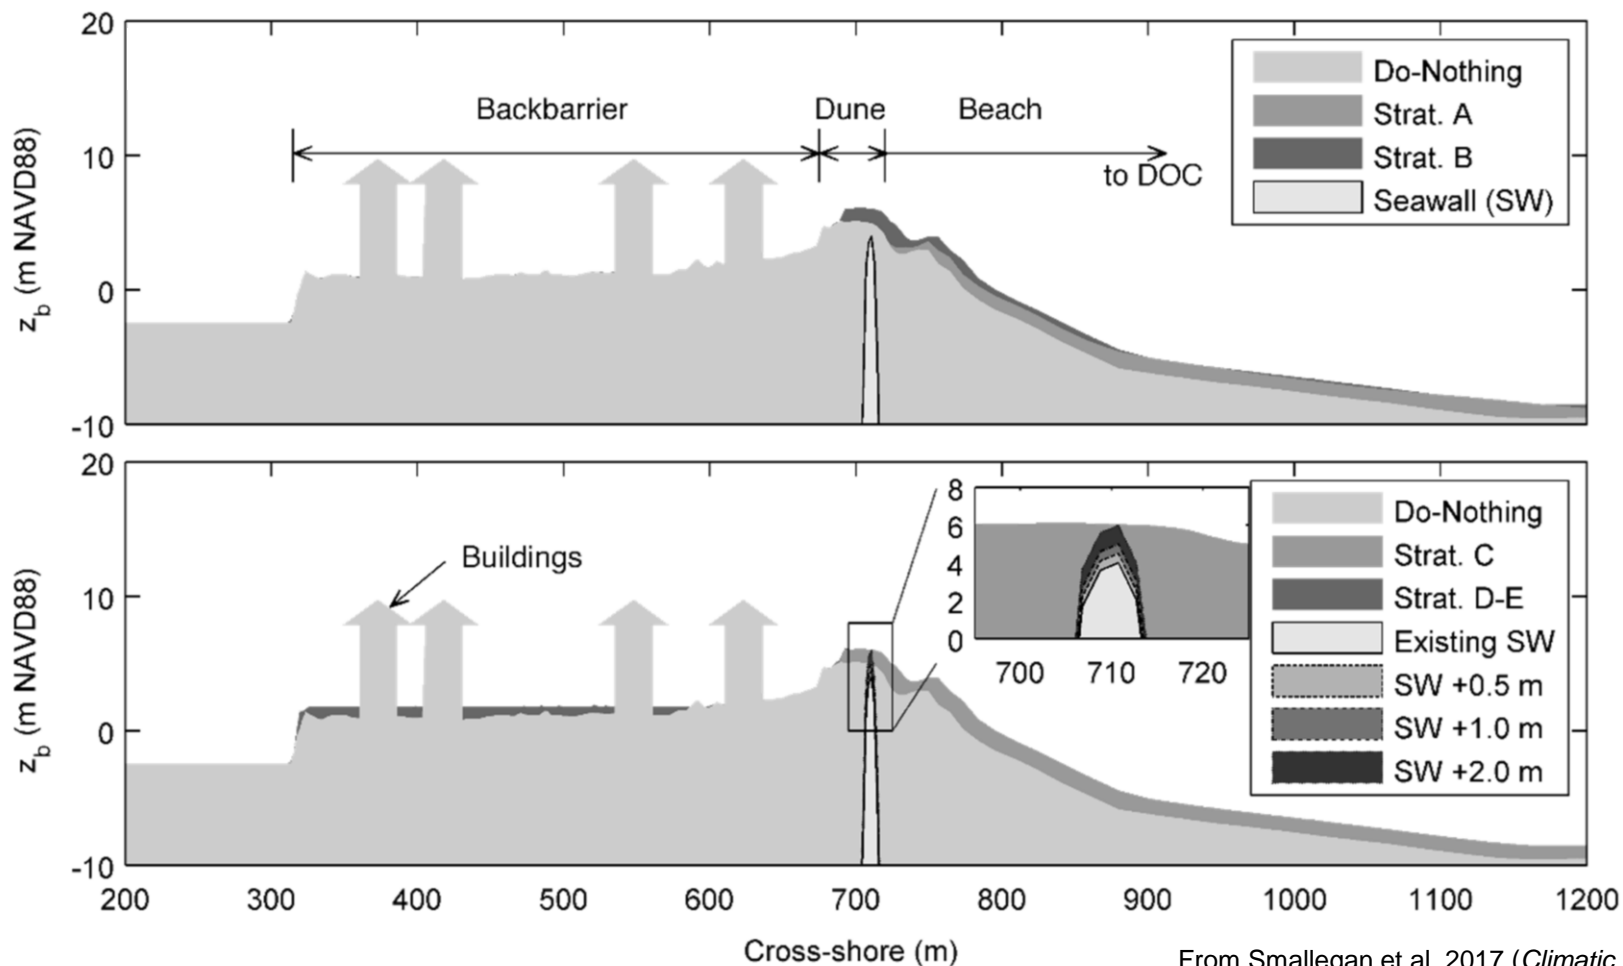 20
10
0
-10
z_b (m NAVD88)
Backbarrier
Dune
Beach
to DOC
Do-Nothing
Strat. A
Strat. B
Seawall (SW)
20
10
0
-10
z_b (m NAVD88)
Buildings
8
6
4
2
0
700 710 720
Do-Nothing
Strat. C
Strat. D-E
Existing SW
SW +0.5 m
SW +1.0 m
SW +2.0 m
200 300 400 500 600 700 800 900 1000 1100 1200
Cross-shore (m)
From Smallegan et al. 2017 (Climatic